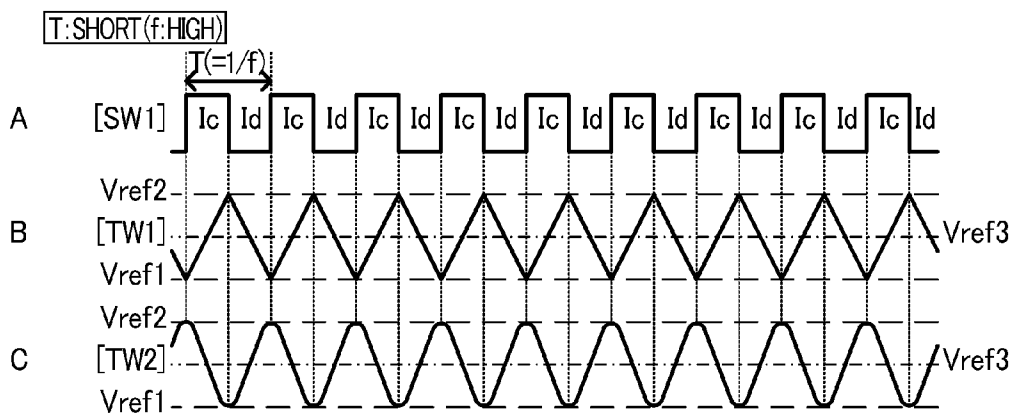 T:SHORT(f:HIGH)
T(=1/f)
A [SW1] Ic Id Ic Id Ic Id Ic Id Ic Id Ic Id Ic Id Ic Id Ic Id
Vref2
B [TW1] Vref3
Vref1
Vref2
C [TW2] Vref3
Vref1